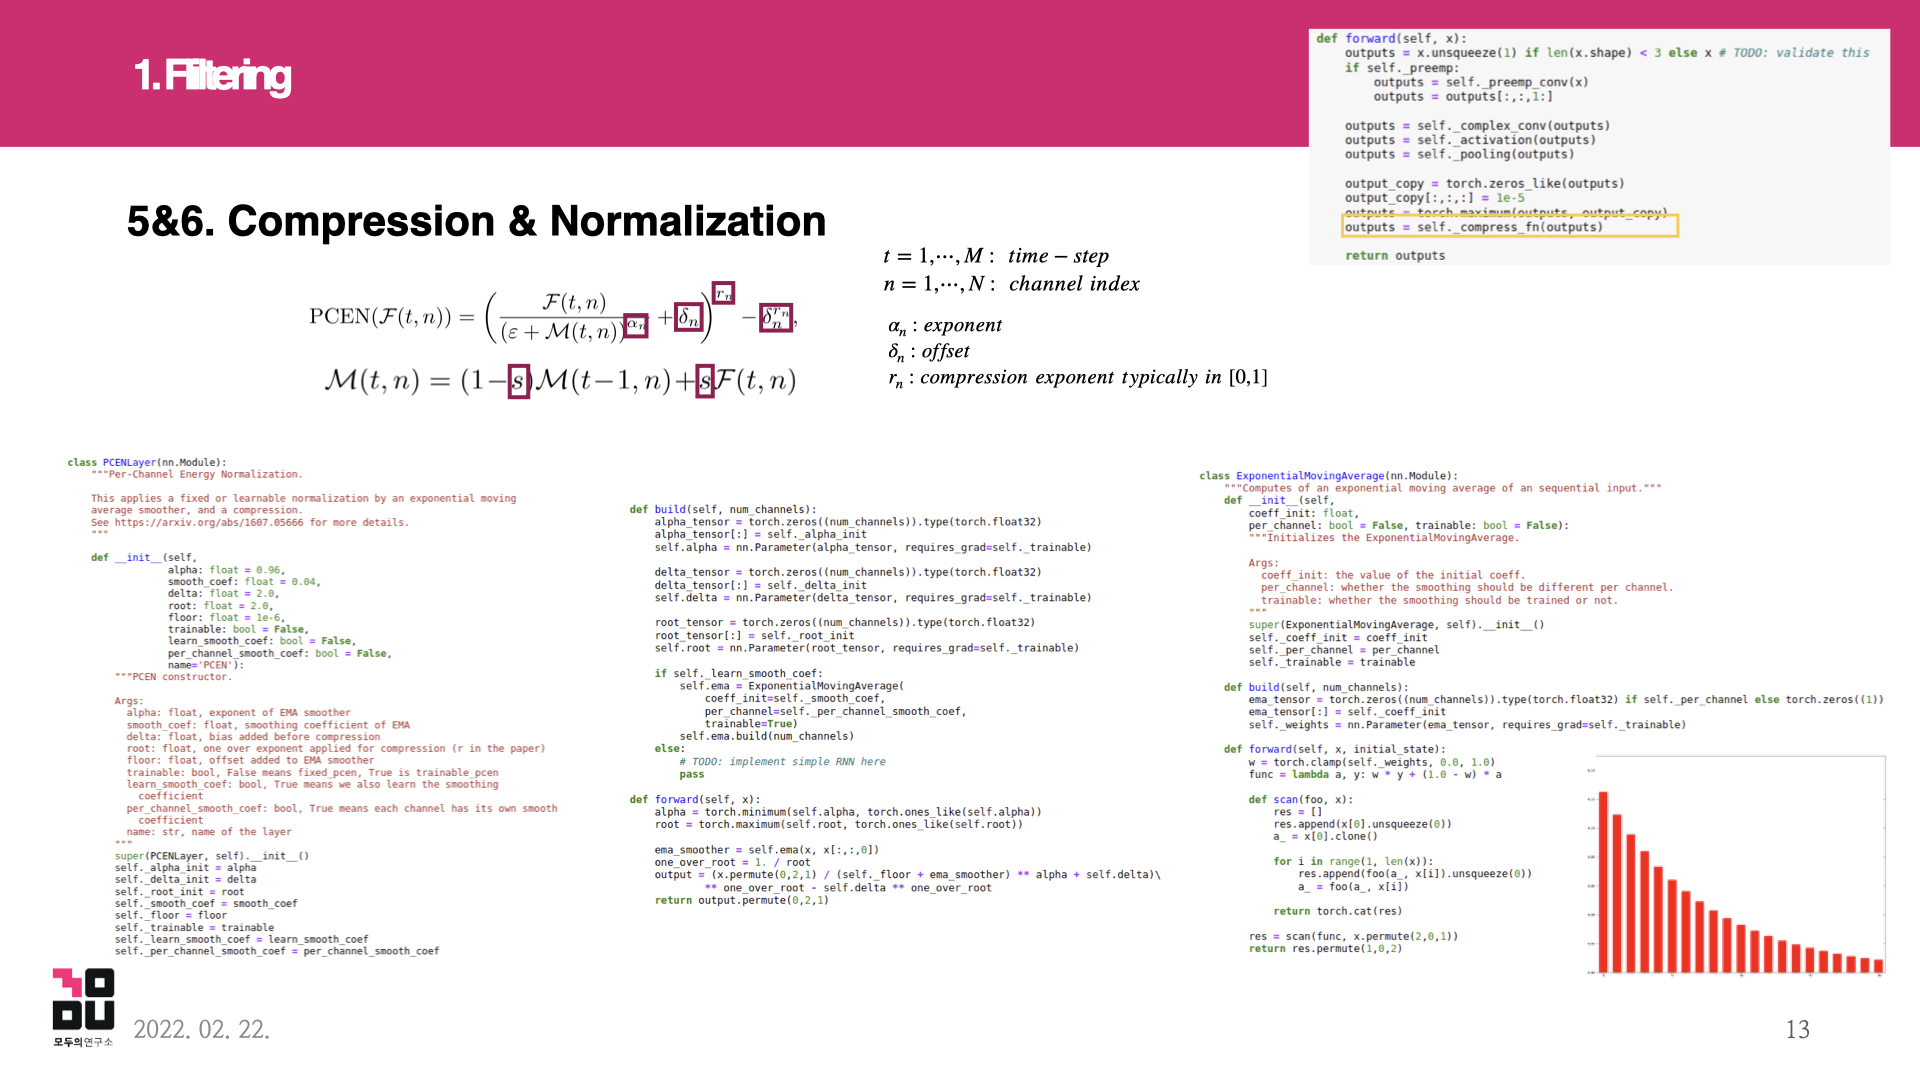 1. Filtering
def forward(self, x):
    outputs = x.unsqueeze(1) if len(x.shape) < 3 else x # TODO: validate this
    if self._preemp:
        outputs = self._preemp_conv(x)
        outputs = outputs[:,:,1:]
    outputs = self._complex_conv(outputs)
    outputs = self._activation(outputs)
    outputs = self._pooling(outputs)
    output_copy = torch.zeros_like(outputs)
    output_copy[:,:,:] = 1e-5
    outputs = torch.maximum(outputs, output_copy)
    outputs = self._compress_fn(outputs)
    return outputs
5&6. Compression & Normalization
PCEN(ℱ(t, n)) = (ℱ(t, n) / (ε + ℳ(t, n))^{α_n} + δ_n)^{r_n} − δ_n^{r_n},
ℳ(t, n) = (1−s)ℳ(t−1, n)+sℱ(t, n)
t = 1,⋯, M : time − step
n = 1,⋯, N : channel index
α_n : exponent
δ_n : offset
r_n : compression exponent typically in [0,1]
class PCENLayer(nn.Module):
    """Per-Channel Energy Normalization.
    This applies a fixed or learnable normalization by an exponential moving
    average smoother, and a compression.
    See https://arxiv.org/abs/1607.05666 for more details.
    """
    def __init__(self,
                 alpha: float = 0.96,
                 smooth_coef: float = 0.04,
                 delta: float = 2.0,
                 root: float = 2.0,
                 floor: float = 1e-6,
                 trainable: bool = False,
                 learn_smooth_coef: bool = False,
                 per_channel_smooth_coef: bool = False,
                 name='PCEN'):
        """PCEN constructor.
        Args:
          alpha: float, exponent of EMA smoother
          smooth_coef: float, smoothing coefficient of EMA
          delta: float, bias added before compression
          root: float, one over exponent applied for compression (r in the paper)
          floor: float, offset added to EMA smoother
          trainable: bool, False means fixed_pcen, True is trainable_pcen
          learn_smooth_coef: bool, True means we also learn the smoothing
            coefficient
          per_channel_smooth_coef: bool, True means each channel has its own smooth
            coefficient
          name: str, name of the layer
        """
        super(PCENLayer, self).__init__()
        self._alpha_init = alpha
        self._delta_init = delta
        self._root_init = root
        self._smooth_coef = smooth_coef
        self._floor = floor
        self._trainable = trainable
        self._learn_smooth_coef = learn_smooth_coef
        self._per_channel_smooth_coef = per_channel_smooth_coef
def build(self, num_channels):
    alpha_tensor = torch.zeros((num_channels)).type(torch.float32)
    alpha_tensor[:] = self._alpha_init
    self.alpha = nn.Parameter(alpha_tensor, requires_grad=self._trainable)
    delta_tensor = torch.zeros((num_channels)).type(torch.float32)
    delta_tensor[:] = self._delta_init
    self.delta = nn.Parameter(delta_tensor, requires_grad=self._trainable)
    root_tensor = torch.zeros((num_channels)).type(torch.float32)
    root_tensor[:] = self._root_init
    self.root = nn.Parameter(root_tensor, requires_grad=self._trainable)
    if self._learn_smooth_coef:
        self.ema = ExponentialMovingAverage(
            coeff_init=self._smooth_coef,
            per_channel=self._per_channel_smooth_coef,
            trainable=True)
        self.ema.build(num_channels)
    else:
        # TODO: implement simple RNN here
        pass
def forward(self, x):
    alpha = torch.minimum(self.alpha, torch.ones_like(self.alpha))
    root = torch.maximum(self.root, torch.ones_like(self.root))
    ema_smoother = self.ema(x, x[:,:,0])
    one_over_root = 1. / root
    output = (x.permute(0,2,1) / (self._floor + ema_smoother) ** alpha + self.delta)\
            ** one_over_root - self.delta ** one_over_root
    return output.permute(0,2,1)
class ExponentialMovingAverage(nn.Module):
    """Computes of an exponential moving average of an sequential input."""
    def __init__(self,
        coeff_init: float,
        per_channel: bool = False, trainable: bool = False):
        """Initializes the ExponentialMovingAverage.
        Args:
          coeff_init: the value of the initial coeff.
          per_channel: whether the smoothing should be different per channel.
          trainable: whether the smoothing should be trained or not.
        """
        super(ExponentialMovingAverage, self).__init__()
        self._coeff_init = coeff_init
        self._per_channel = per_channel
        self._trainable = trainable
    def build(self, num_channels):
        ema_tensor = torch.zeros((num_channels)).type(torch.float32) if self._per_channel else torch.zeros((1))
        ema_tensor[:] = self._coeff_init
        self._weights = nn.Parameter(ema_tensor, requires_grad=self._trainable)
    def forward(self, x, initial_state):
        w = torch.clamp(self._weights, 0.0, 1.0)
        func = lambda a, y: w * y + (1.0 - w) * a
        def scan(foo, x):
            res = []
            res.append(x[0].unsqueeze(0))
            a_ = x[0].clone()
            for i in range(1, len(x)):
                res.append(foo(a_, x[i]).unsqueeze(0))
                a_ = foo(a_, x[i])
            return torch.cat(res)
        res = scan(func, x.permute(2,0,1))
        return res.permute(1,0,2)
모두의연구소
2022. 02. 22.
13